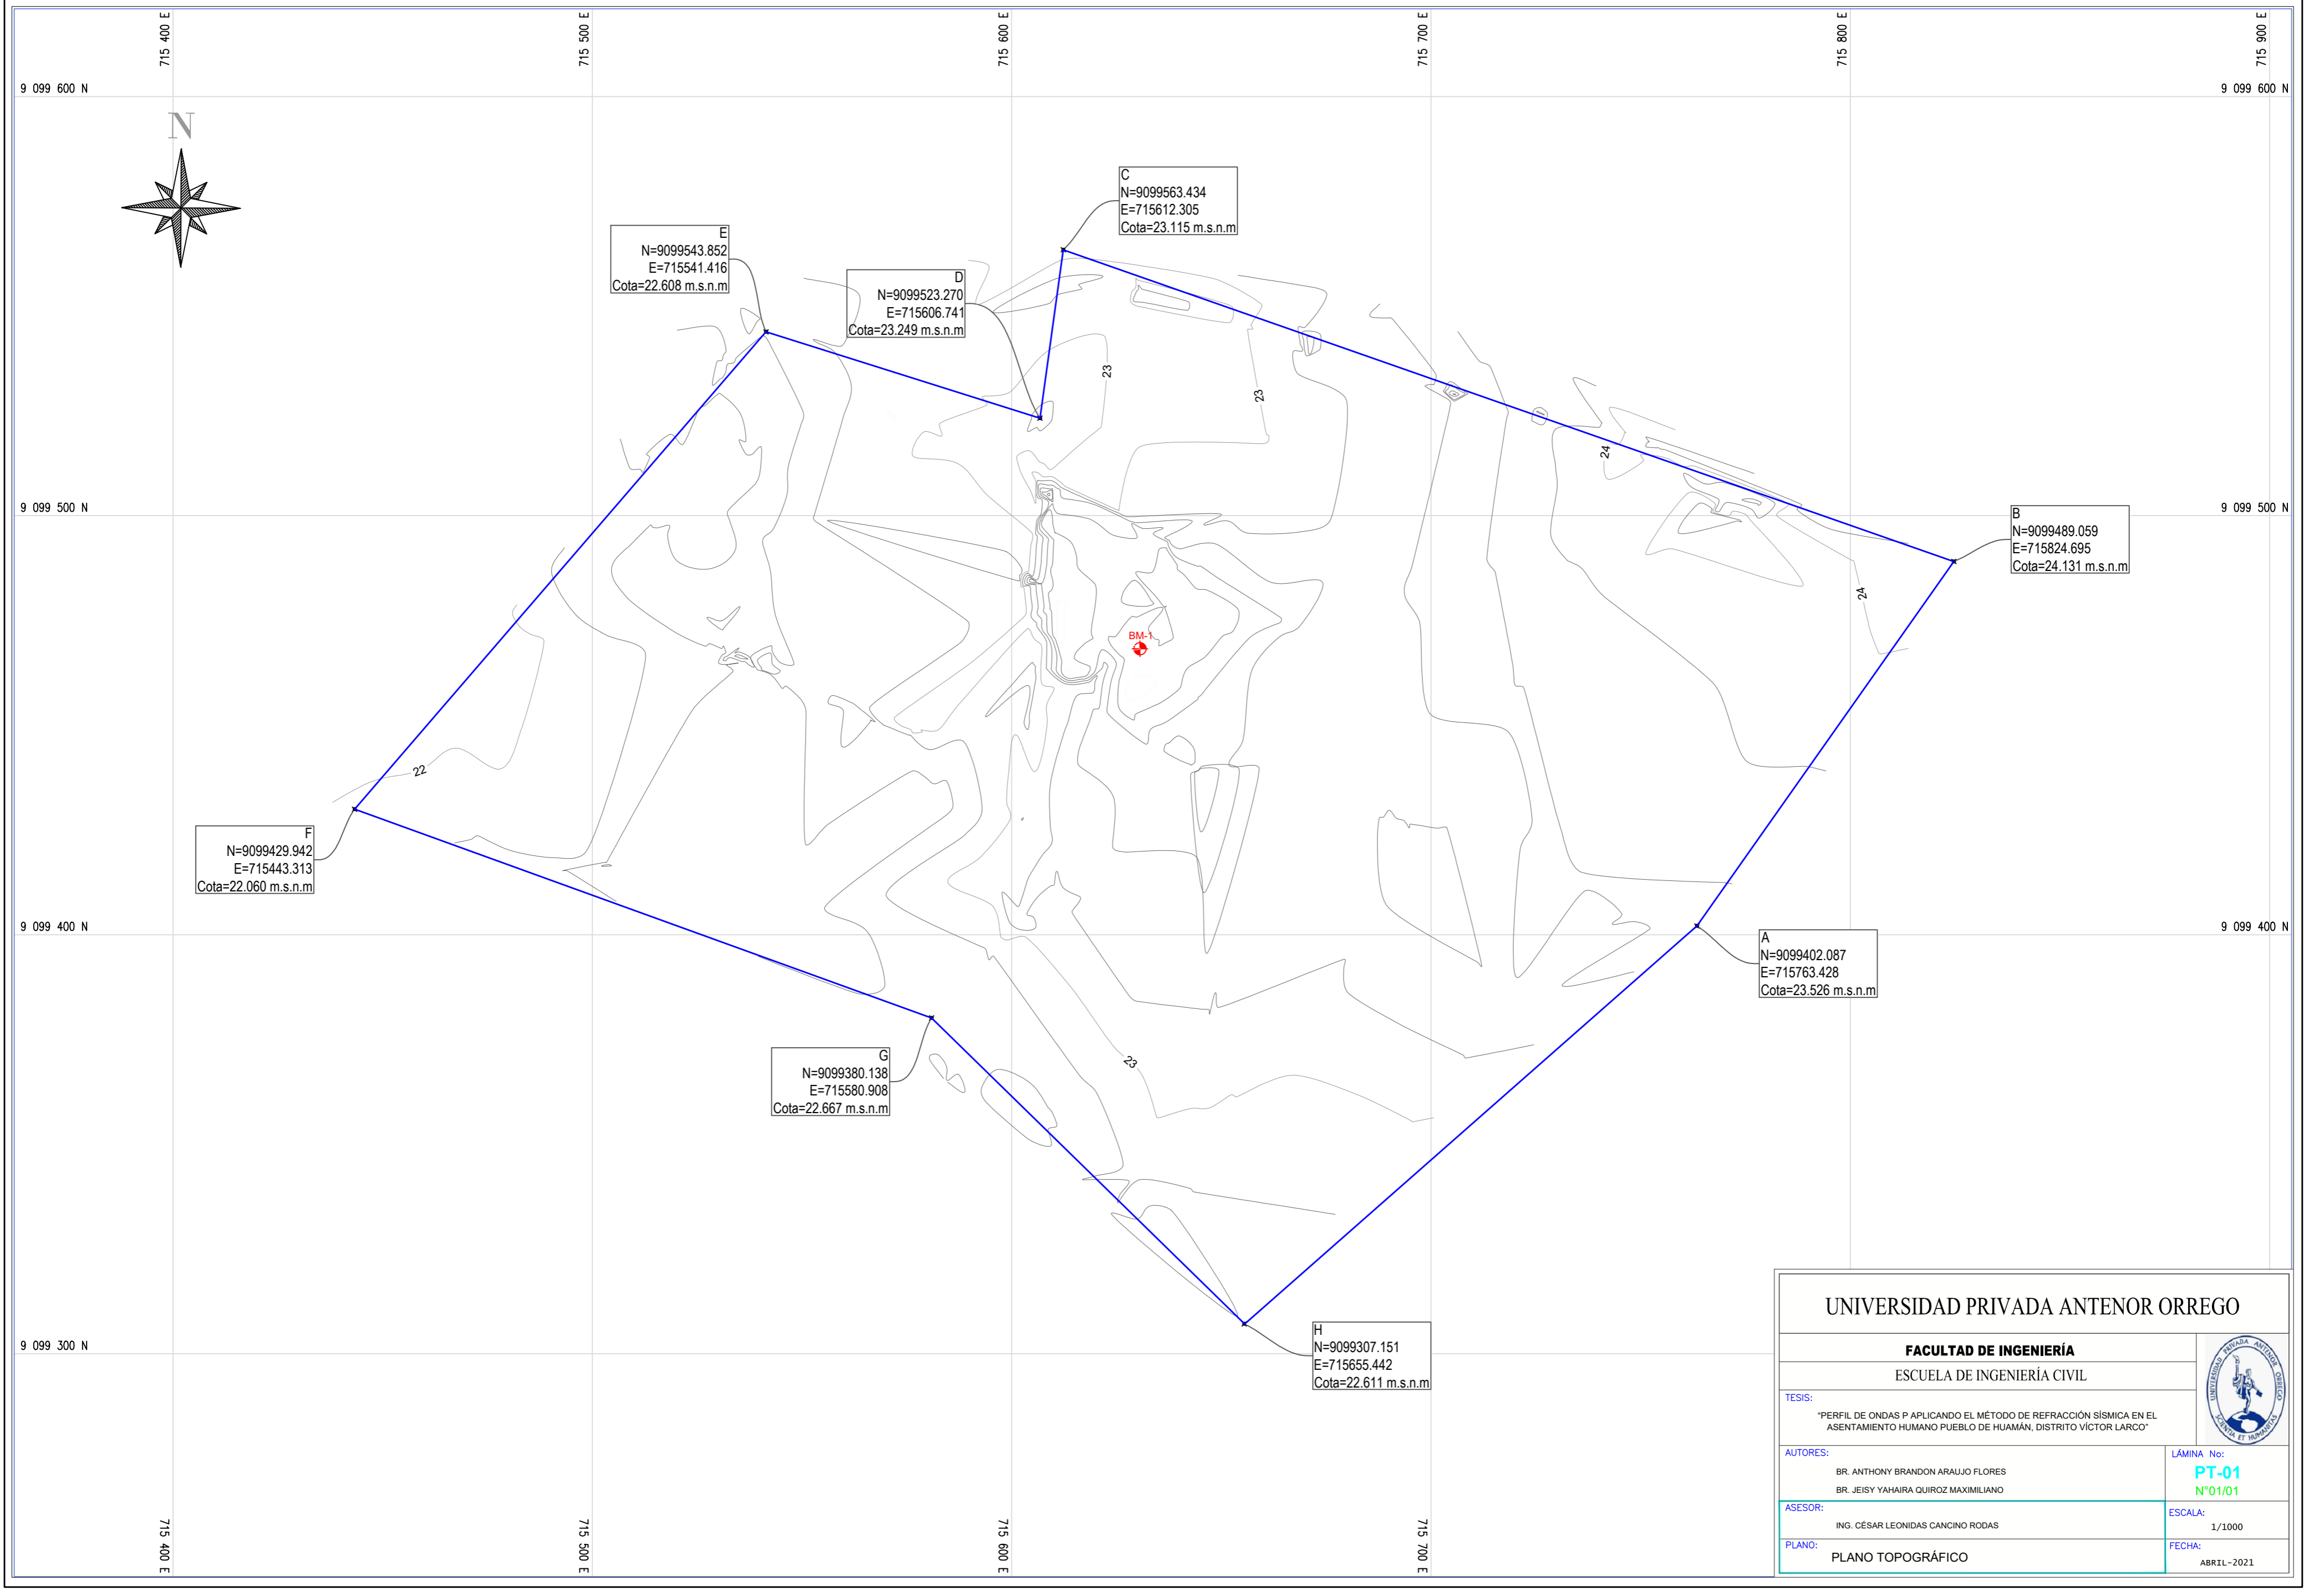 715 400 E
715 500 E
715 600 E
715 700 E
715 800 E
715 900 E
9 099 600 N
9 099 600 N
N
C
N=9099563.434
E=715612.305
Cota=23.115 m.s.n.m
E
N=9099543.852
E=715541.416
Cota=22.608 m.s.n.m
D
N=9099523.270
E=715606.741
Cota=23.249 m.s.n.m
23
23
24
9 099 500 N
9 099 500 N
B
N=9099489.059
E=715824.695
Cota=24.131 m.s.n.m
24
BM-1
22
F
N=9099429.942
E=715443.313
Cota=22.060 m.s.n.m
9 099 400 N
9 099 400 N
A
N=9099402.087
E=715763.428
Cota=23.526 m.s.n.m
G
N=9099380.138
E=715580.908
Cota=22.667 m.s.n.m
23
9 099 300 N
H
N=9099307.151
E=715655.442
Cota=22.611 m.s.n.m
715 400 E
715 500 E
715 600 E
715 700 E
UNIVERSIDAD PRIVADA ANTENOR ORREGO
FACULTAD DE INGENIERÍA
ESCUELA DE INGENIERÍA CIVIL
UNIVERSIDAD PRIVADA ANTENOR ORREGO
SCIENTIA ET HUMANITAS
TESIS:
"PERFIL DE ONDAS P APLICANDO EL MÉTODO DE REFRACCIÓN SÍSMICA EN EL
ASENTAMIENTO HUMANO PUEBLO DE HUAMÁN, DISTRITO VÍCTOR LARCO"
AUTORES:
BR. ANTHONY BRANDON ARAUJO FLORES
BR. JEISY YAHAIRA QUIROZ MAXIMILIANO
LÁMINA No:
PT-01
N°01/01
ASESOR:
ING. CÉSAR LEONIDAS CANCINO RODAS
ESCALA:
1/1000
PLANO:
PLANO TOPOGRÁFICO
FECHA:
ABRIL-2021